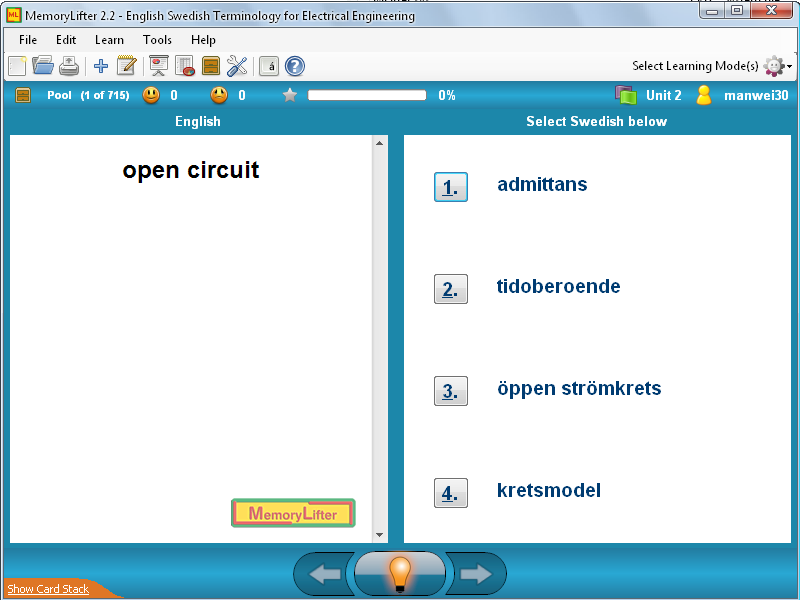 MemoryLifter 2.2 - English Swedish Terminology for Electrical Engineering
File Edit Learn Tools Help
á ?
Select Learning Mode(s)
Pool (1 of 715) 0 0 0% Unit 2 manwei30
English
Select Swedish below
open circuit
1. admittans
2. tidoberoende
3. öppen strömkrets
4. kretsmodel
MemoryLifter
Show Card Stack